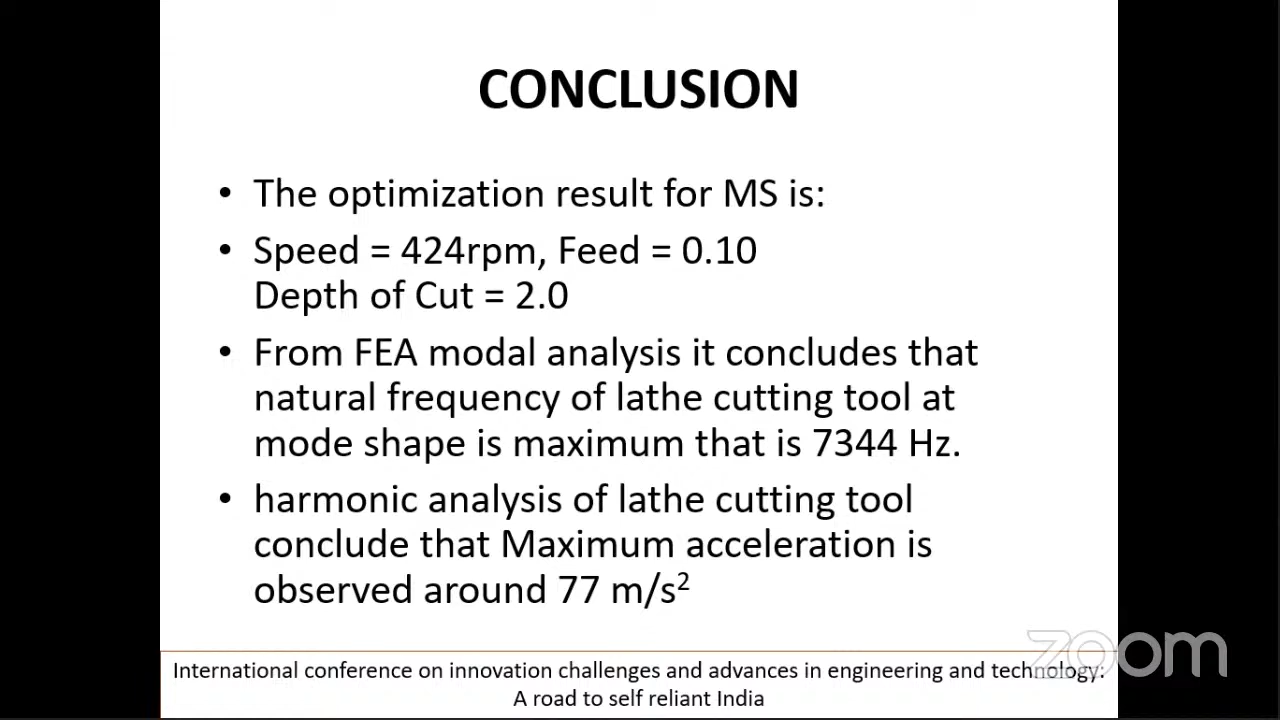 CONCLUSION
• The optimization result for MS is:
• Speed = 424rpm, Feed = 0.10
Depth of Cut = 2.0
• From FEA modal analysis it concludes that
natural frequency of lathe cutting tool at
mode shape is maximum that is 7344 Hz.
• harmonic analysis of lathe cutting tool
conclude that Maximum acceleration is
observed around 77 m/s²
zoom
International conference on innovation challenges and advances in engineering and technology:
A road to self reliant India